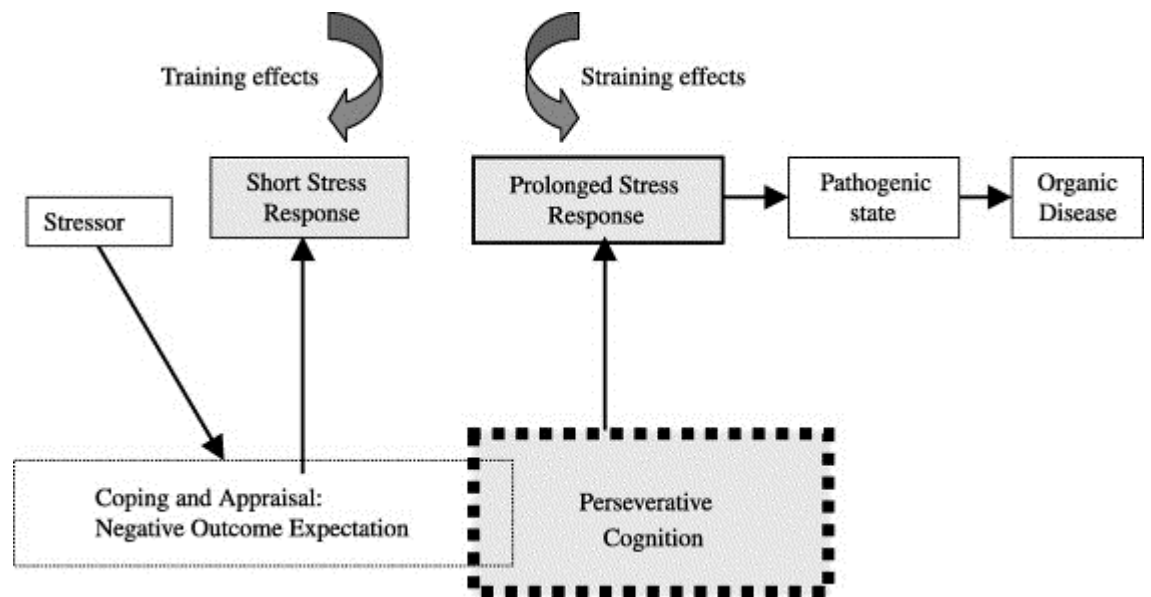 Training effects
Straining effects
Stressor
Short Stress
Response
Prolonged Stress
Response
Pathogenic
state
Organic
Disease
Coping and Appraisal:
Negative Outcome Expectation
Perseverative
Cognition